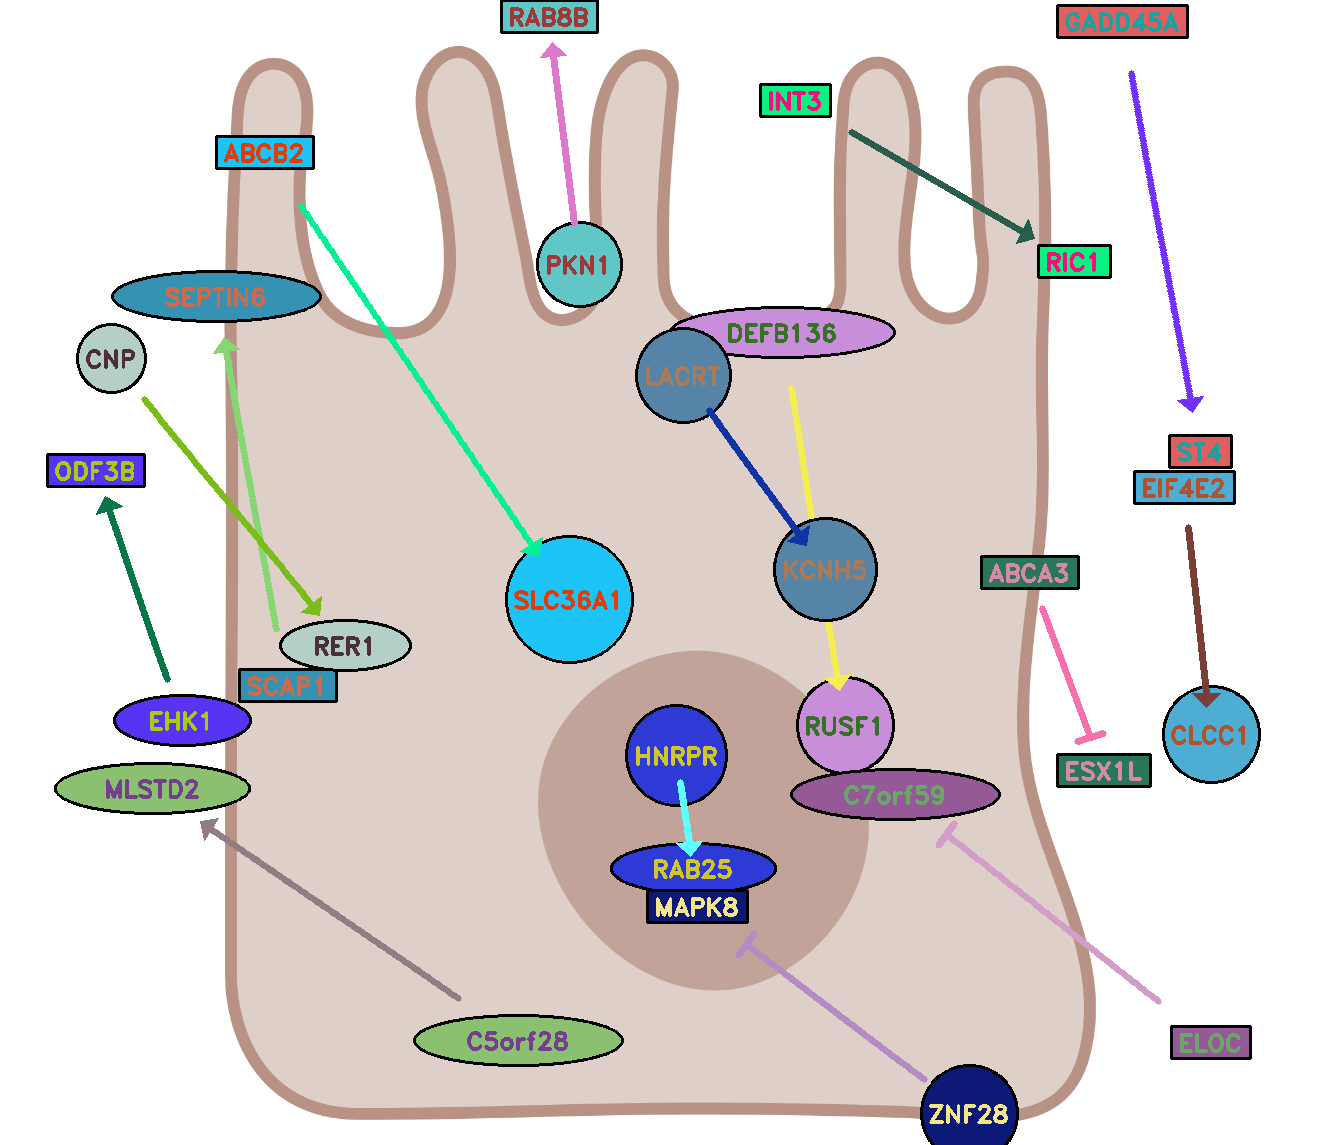 RAB8B
GADD45A
INT3
ABCB2
RIC1
PKN1
SEPTIN6
DEFB136
CNP
LACRT
ST4
ODF3B
EIF4E2
KCNH5
ABCA3
SLC36A1
RER1
SCAP1
EHK1
RUSF1
CLCC1
HNRPR
ESX1L
MLSTD2
C7orf59
RAB25
MAPK8
C5orf28
ELOC
ZNF28